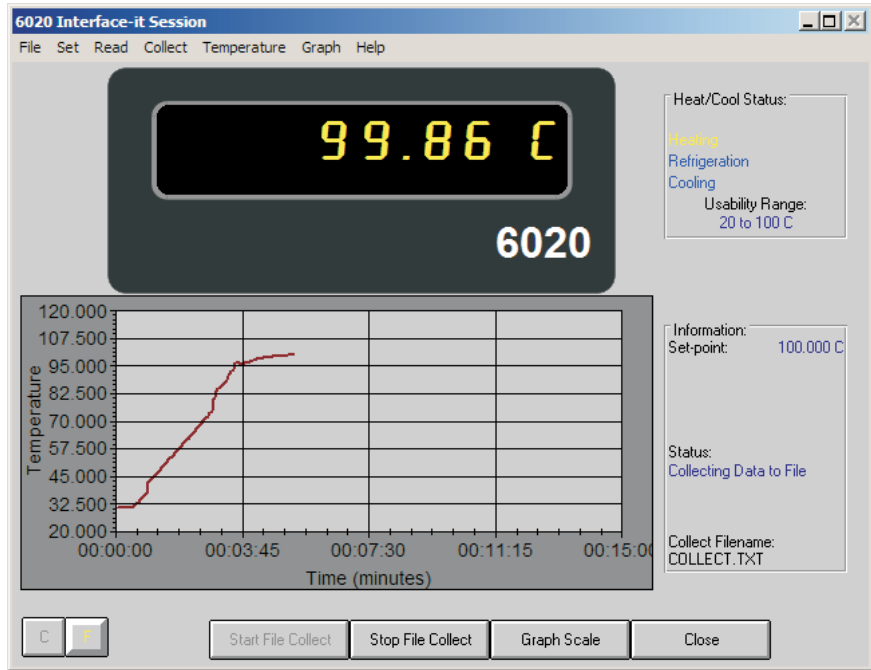 6020 Interface-it Session
File Set Read Collect Temperature Graph Help
99.86 C
6020
Heat/Cool Status:
Heating
Refrigeration
Cooling
Usability Range:
20 to 100 C
120.000
107.500
95.000
82.500
70.000
57.500
45.000
32.500
20.000
Temperature
00:00:00 00:03:45 00:07:30 00:11:15 00:15:00
Time (minutes)
Information:
Set-point: 100.000 C
Status:
Collecting Data to File
Collect Filename:
COLLECT.TXT
C F Start File Collect Stop File Collect Graph Scale Close